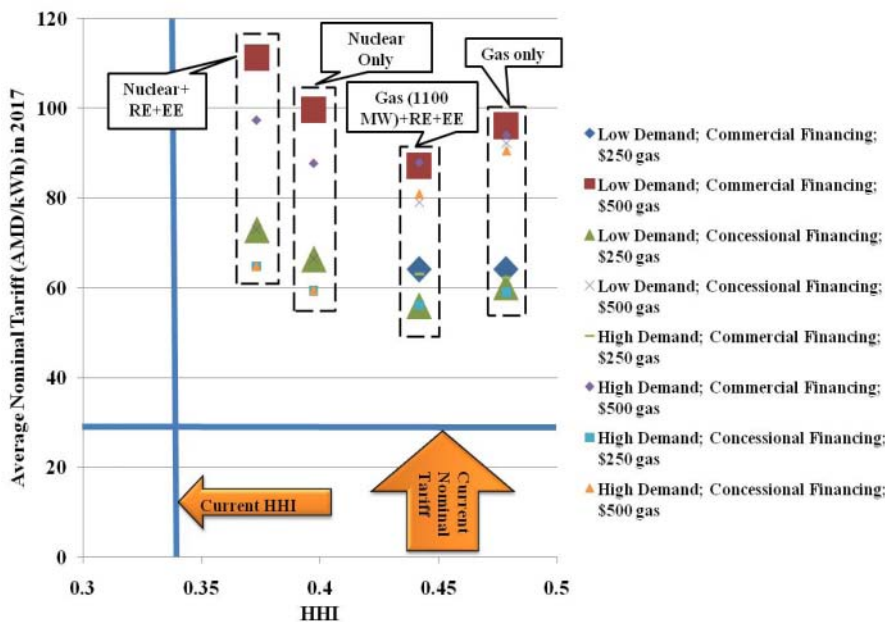 120
100
80
60
40
20
0
Average Nominal Tariff (AMD/kWh) in 2017
0.3
0.35
0.4
0.45
0.5
HHI
Nuclear+
RE+EE
Nuclear
Only
Gas (1100
MW)+RE+EE
Gas only
Current HHI
Current
Nominal
Tariff
Low Demand; Commercial Financing;
$250 gas
Low Demand; Commercial Financing;
$500 gas
Low Demand; Concessional Financing;
$250 gas
Low Demand; Concessional Financing;
$500 gas
High Demand; Commercial Financing;
$250 gas
High Demand; Commercial Financing;
$500 gas
High Demand; Concessional Financing;
$250 gas
High Demand; Concessional Financing;
$500 gas